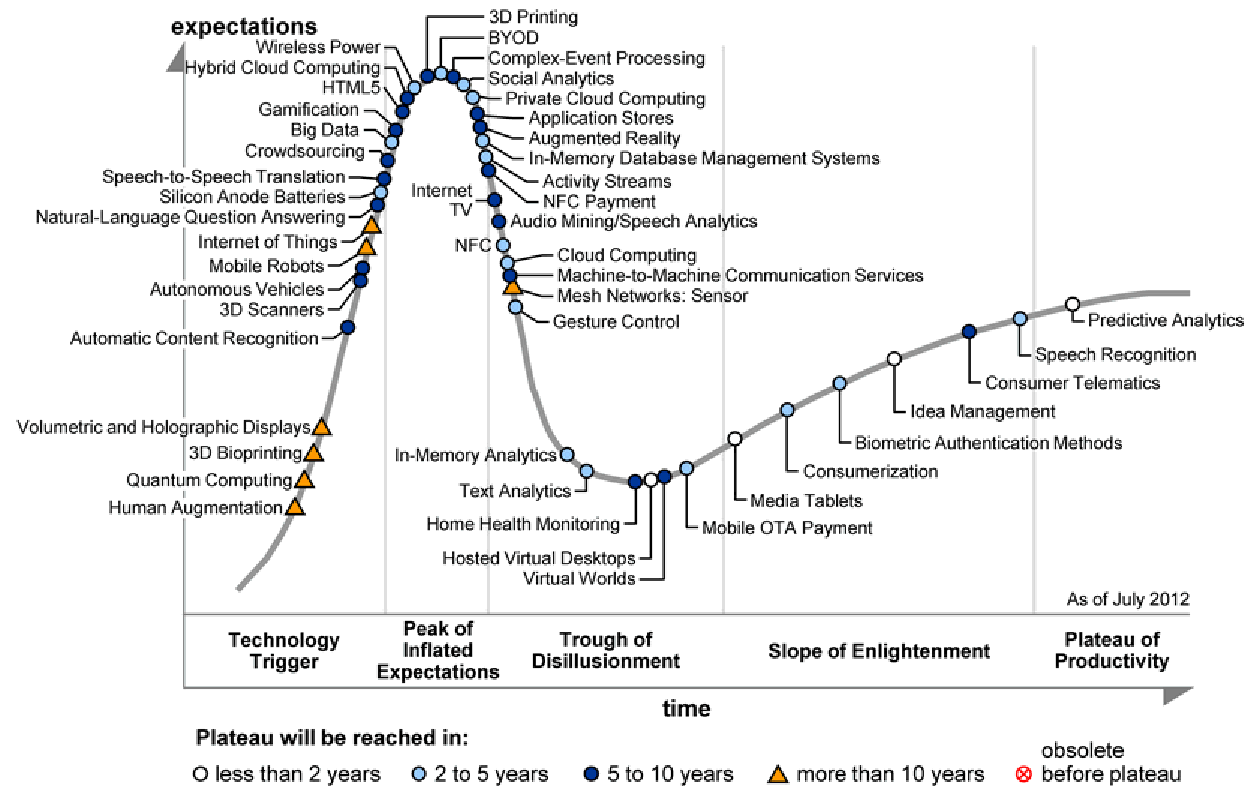 expectations
3D Printing
BYOD
Wireless Power
Complex-Event Processing
Hybrid Cloud Computing
Social Analytics
HTML5
Private Cloud Computing
Gamification
Application Stores
Big Data
Augmented Reality
Crowdsourcing
In-Memory Database Management Systems
Speech-to-Speech Translation
Activity Streams
Silicon Anode Batteries
Internet
TV
NFC Payment
Natural-Language Question Answering
Audio Mining/Speech Analytics
Internet of Things
NFC
Cloud Computing
Mobile Robots
Machine-to-Machine Communication Services
Autonomous Vehicles
Mesh Networks: Sensor
3D Scanners
Gesture Control
Predictive Analytics
Automatic Content Recognition
Speech Recognition
Consumer Telematics
Idea Management
Volumetric and Holographic Displays
Biometric Authentication Methods
3D Bioprinting
In-Memory Analytics
Consumerization
Quantum Computing
Text Analytics
Media Tablets
Human Augmentation
Home Health Monitoring
Mobile OTA Payment
Hosted Virtual Desktops
Virtual Worlds
As of July 2012
Technology
Trigger
Peak of
Inflated
Expectations
Trough of
Disillusionment
Slope of Enlightenment
Plateau of
Productivity
time
Plateau will be reached in:
less than 2 years
2 to 5 years
5 to 10 years
more than 10 years
obsolete
before plateau